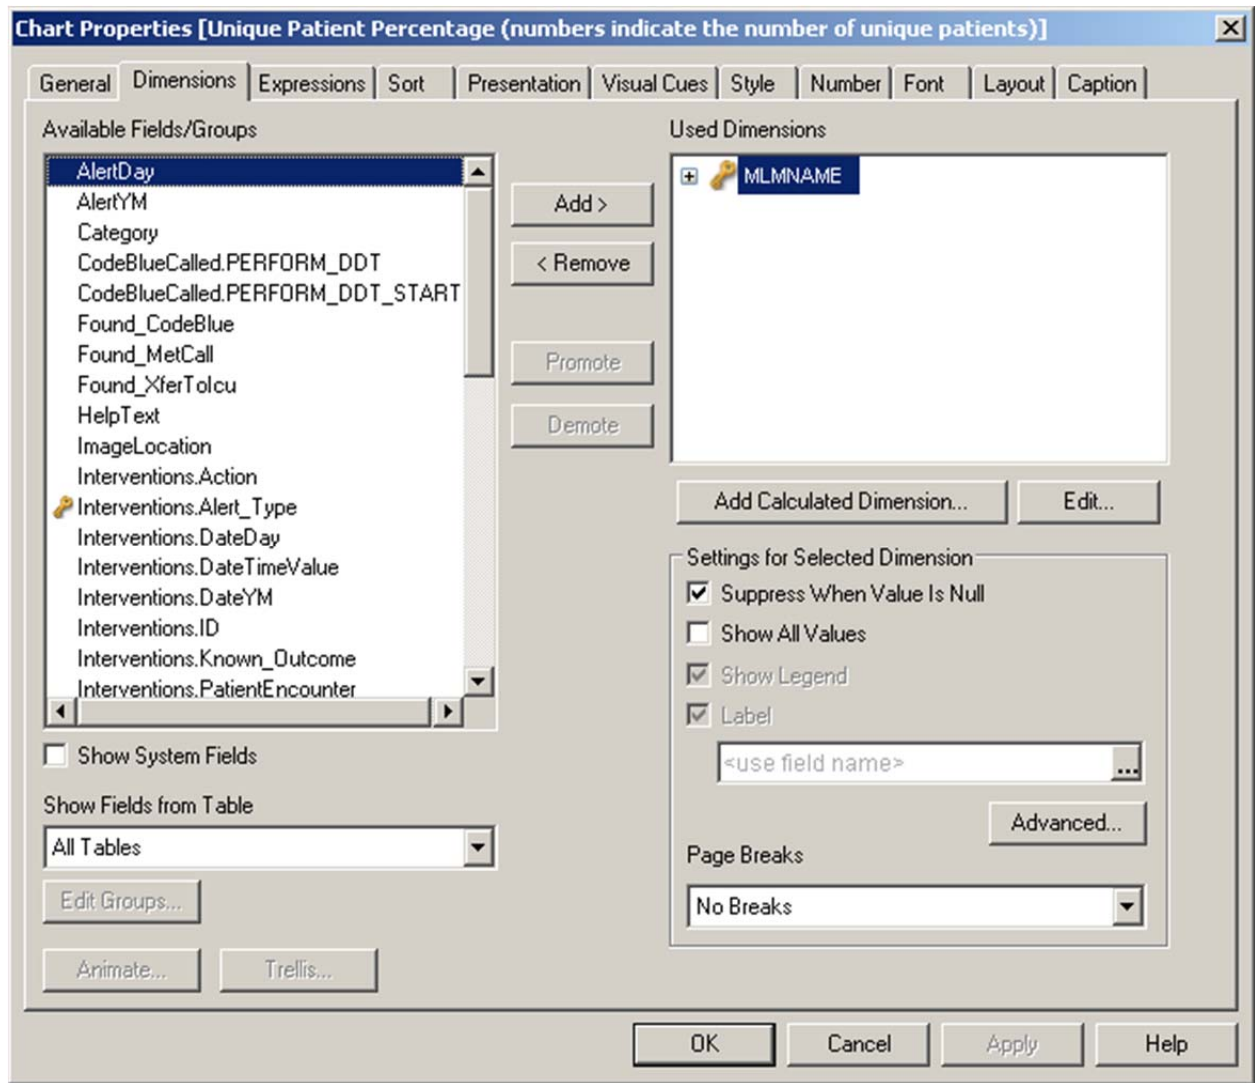 Chart Properties [Unique Patient Percentage (numbers indicate the number of unique patients)]
General Dimensions Expressions Sort Presentation Visual Cues Style Number Font Layout Caption
Available Fields/Groups
AlertDay
AlertYM
Category
CodeBlueCalled.PERFORM_DDT
CodeBlueCalled.PERFORM_DDT_START
Found_CodeBlue
Found_MetCall
Found_XferToIcu
HelpText
ImageLocation
Interventions.Action
Interventions.Alert_Type
Interventions.DateDay
Interventions.DateTimeValue
Interventions.DateYM
Interventions.ID
Interventions.Known_Outcome
Interventions.PatientEncounter
Show System Fields
Show Fields from Table
All Tables
Edit Groups...
Animate... Trellis...
Add >
< Remove
Promote
Demote
Used Dimensions
MLMNAME
Add Calculated Dimension... Edit...
Settings for Selected Dimension
Suppress When Value Is Null
Show All Values
Show Legend
Label
<use field name> ...
Advanced...
Page Breaks
No Breaks
OK Cancel Apply Help